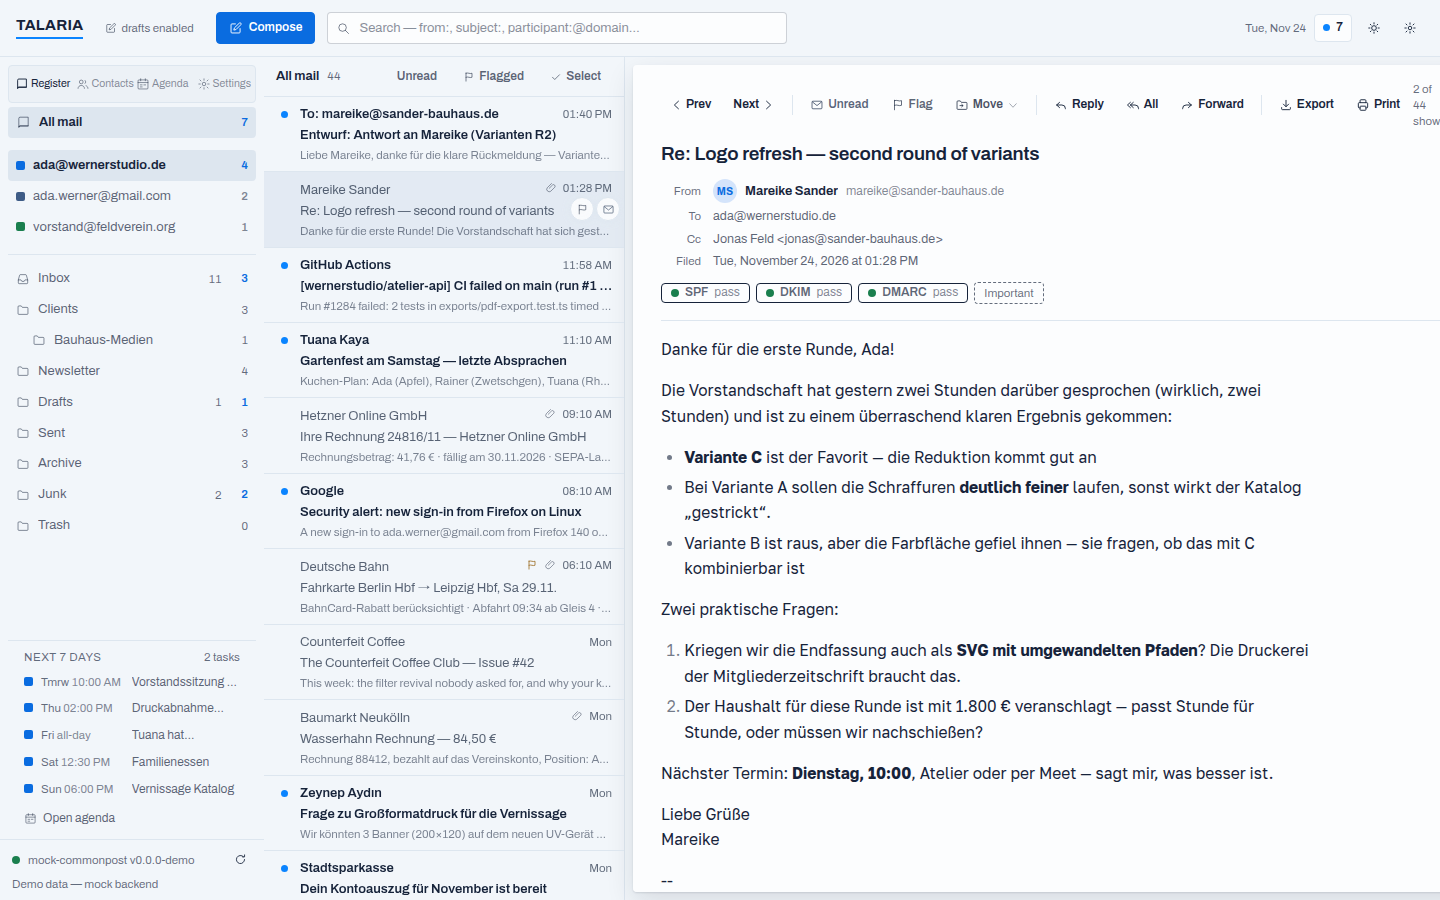 TALARIA
drafts enabled
Compose
Search — from:, subject:, participant:@domain...
Tue, Nov 24
7
Register
Contacts
Agenda
Settings
All mail 7
ada@wernerstudio.de 4
ada.werner@gmail.com 2
vorstand@feldverein.org 1
Inbox 11 3
Clients 3
Bauhaus-Medien 1
Newsletter 4
Drafts 1 1
Sent 3
Archive 3
Junk 2 2
Trash 0
NEXT 7 DAYS 2 tasks
Tmrw 10:00 AM Vorstandssitzung ...
Thu 02:00 PM Druckabnahme...
Fri all-day Tuana hat...
Sat 12:30 PM Familienessen
Sun 06:00 PM Vernissage Katalog
Open agenda
mock-commonpost v0.0.0-demo
Demo data — mock backend
All mail 44 Unread Flagged Select
To: mareike@sander-bauhaus.de 01:40 PM
Entwurf: Antwort an Mareike (Varianten R2)
Liebe Mareike, danke für die klare Rückmeldung — Variante...
Mareike Sander 01:28 PM
Re: Logo refresh — second round of variants
Danke für die erste Runde! Die Vorstandschaft hat sich gest...
GitHub Actions 11:58 AM
[wernerstudio/atelier-api] CI failed on main (run #1 ...
Run #1284 failed: 2 tests in exports/pdf-export.test.ts timed ...
Tuana Kaya 11:10 AM
Gartenfest am Samstag — letzte Absprachen
Kuchen-Plan: Ada (Apfel), Rainer (Zwetschgen), Tuana (Rh...
Hetzner Online GmbH 09:10 AM
Ihre Rechnung 24816/11 — Hetzner Online GmbH
Rechnungsbetrag: 41,76 € · fällig am 30.11.2026 · SEPA-La...
Google 08:10 AM
Security alert: new sign-in from Firefox on Linux
A new sign-in to ada.werner@gmail.com from Firefox 140 o...
Deutsche Bahn 06:10 AM
Fahrkarte Berlin Hbf → Leipzig Hbf, Sa 29.11.
BahnCard-Rabatt berücksichtigt · Abfahrt 09:34 ab Gleis 4 ·...
Counterfeit Coffee Mon
The Counterfeit Coffee Club — Issue #42
This week: the filter revival nobody asked for, and why your k...
Baumarkt Neukölln Mon
Wasserhahn Rechnung — 84,50 €
Rechnung 88412, bezahlt auf das Vereinskonto, Position: A...
Zeynep Aydın Mon
Frage zu Großformatdruck für die Vernissage
Wir könnten 3 Banner (200×120) auf dem neuen UV-Gerät ...
Stadtsparkasse Mon
Dein Kontoauszug für November ist bereit
Prev Next Unread Flag Move Reply All Forward Export Print
2 of
44
show
Re: Logo refresh — second round of variants
From MS Mareike Sander mareike@sander-bauhaus.de
To ada@wernerstudio.de
Cc Jonas Feld <jonas@sander-bauhaus.de>
Filed Tue, November 24, 2026 at 01:28 PM
SPF pass DKIM pass DMARC pass Important
Danke für die erste Runde, Ada!
Die Vorstandschaft hat gestern zwei Stunden darüber gesprochen (wirklich, zwei
Stunden) und ist zu einem überraschend klaren Ergebnis gekommen:
• Variante C ist der Favorit — die Reduktion kommt gut an
• Bei Variante A sollen die Schraffuren deutlich feiner laufen, sonst wirkt der Katalog
„gestrickt“.
• Variante B ist raus, aber die Farbfläche gefiel ihnen — sie fragen, ob das mit C
kombinierbar ist
Zwei praktische Fragen:
1. Kriegen wir die Endfassung auch als SVG mit umgewandelten Pfaden? Die Druckerei
der Mitgliederzeitschrift braucht das.
2. Der Haushalt für diese Runde ist mit 1.800 € veranschlagt — passt Stunde für
Stunde, oder müssen wir nachschießen?
Nächster Termin: Dienstag, 10:00, Atelier oder per Meet — sagt mir, was besser ist.
Liebe Grüße
Mareike
--